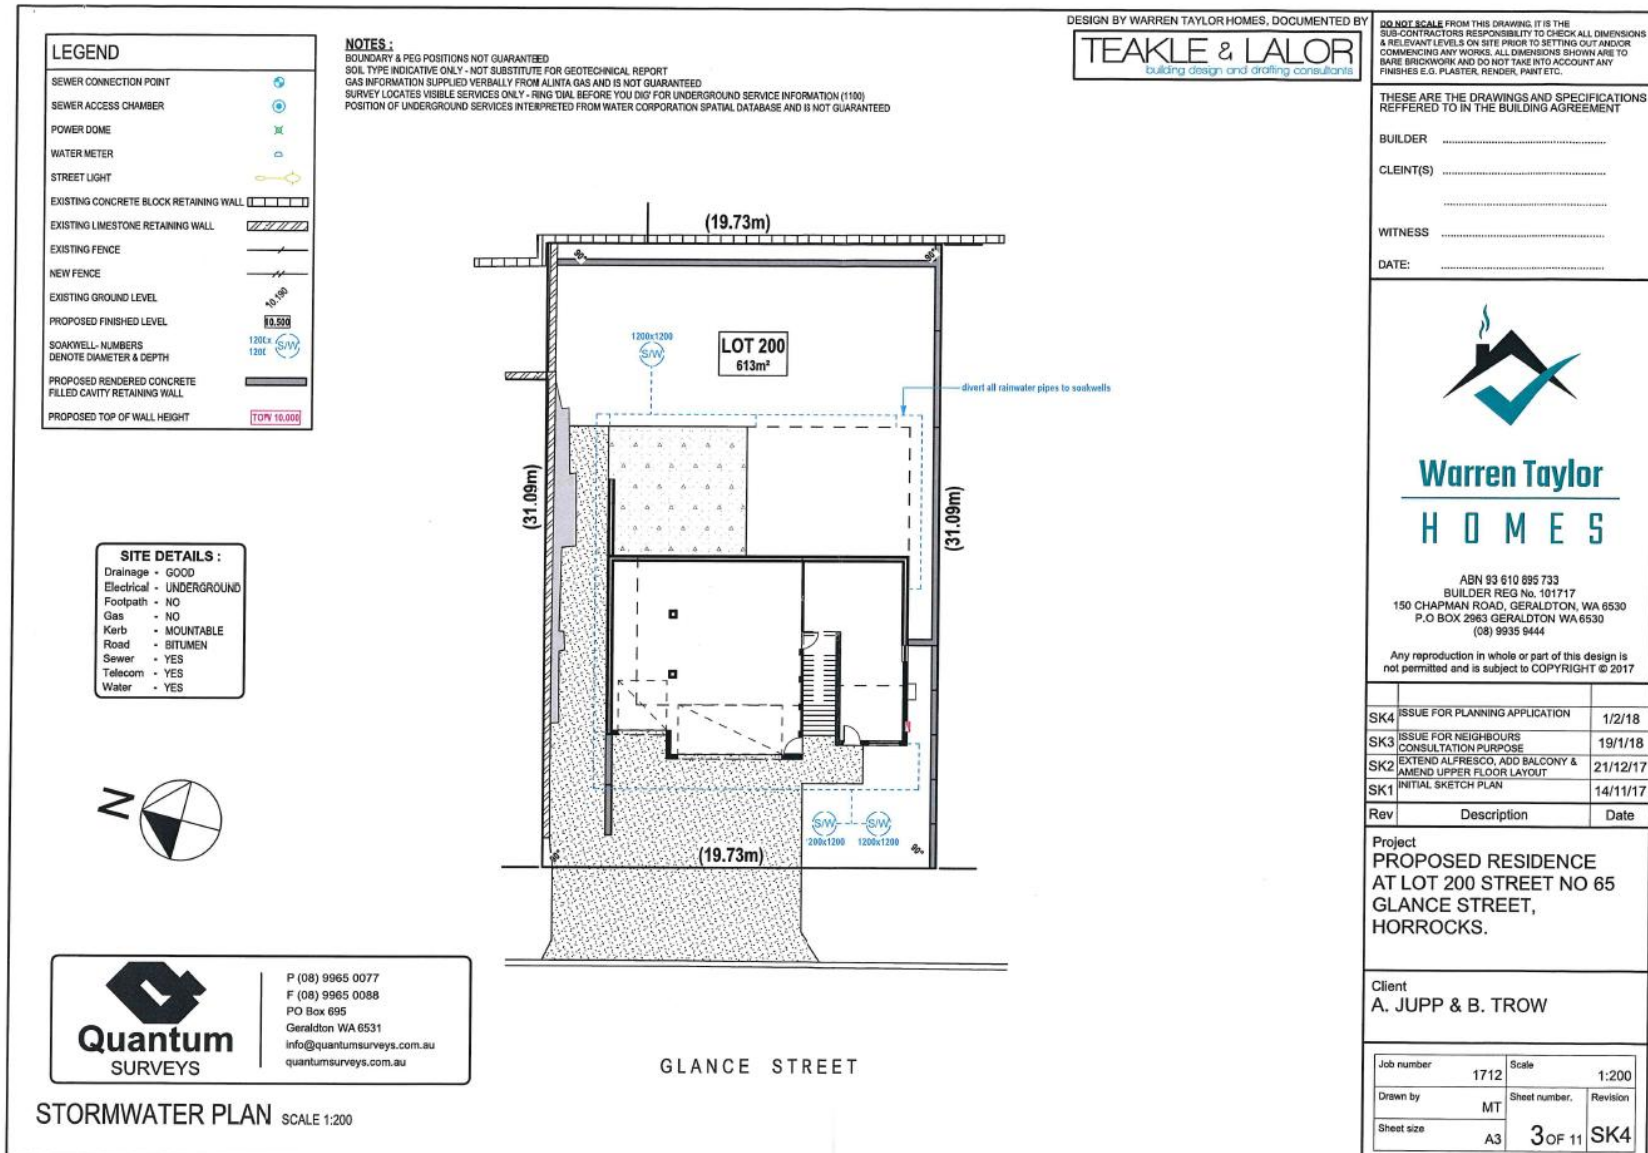 DESIGN BY WARREN TAYLOR HOMES, DOCUMENTED BY
TEAKLE & LALOR
building design and drafting consultants
LEGEND
SEWER CONNECTION POINT
SEWER ACCESS CHAMBER
POWER DOME
WATER METER
STREET LIGHT
EXISTING CONCRETE BLOCK RETAINING WALL
EXISTING LIMESTONE RETAINING WALL
EXISTING FENCE
NEW FENCE
EXISTING GROUND LEVEL
10.190
PROPOSED FINISHED LEVEL
10.500
SOAKWELL- NUMBERS
DENOTE DIAMETER & DEPTH
S/W
PROPOSED RENDERED CONCRETE
FILLED CAVITY RETAINING WALL
PROPOSED TOP OF WALL HEIGHT
TOW 10.000
NOTES :
BOUNDARY & PEG POSITIONS NOT GUARANTEED
SOIL TYPE INDICATIVE ONLY - NOT SUBSTITUTE FOR GEOTECHNICAL REPORT
GAS INFORMATION SUPPLIED VERBALLY FROM ALINTA GAS AND IS NOT GUARANTEED
SURVEY LOCATES VISIBLE SERVICES ONLY - RING 'DIAL BEFORE YOU DIG' FOR UNDERGROUND SERVICE INFORMATION (1100)
POSITION OF UNDERGROUND SERVICES INTERPRETED FROM WATER CORPORATION SPATIAL DATABASE AND IS NOT GUARANTEED
(19.73m)
90°
90°
1200x1200
S/W
LOT 200
613m²
divert all rainwater pipes to soakwells
(31.09m)
(31.09m)
S/W
S/W
200x1200
1200x1200
90°
(19.73m)
90°
GLANCE STREET
SITE DETAILS :
Drainage - GOOD
Electrical - UNDERGROUND
Footpath - NO
Gas - NO
Kerb - MOUNTABLE
Road - BITUMEN
Sewer - YES
Telecom - YES
Water - YES
N
Quantum
SURVEYS
P (08) 9965 0077
F (08) 9965 0088
PO Box 695
Geraldton WA 6531
info@quantumsurveys.com.au
quantumsurveys.com.au
STORMWATER PLAN SCALE 1:200
DO NOT SCALE FROM THIS DRAWING, IT IS THE
SUB-CONTRACTORS RESPONSIBILITY TO CHECK ALL DIMENSIONS
& RELEVANT LEVELS ON SITE PRIOR TO SETTING OUT AND/OR
COMMENCING ANY WORKS. ALL DIMENSIONS SHOWN ARE TO
BARE BRICKWORK AND DO NOT TAKE INTO ACCOUNT ANY
FINISHES E.G. PLASTER, RENDER, PAINT ETC.
THESE ARE THE DRAWINGS AND SPECIFICATIONS
REFFERED TO IN THE BUILDING AGREEMENT
BUILDER
CLEINT(S)
WITNESS
DATE:
Warren Taylor
HOMES
ABN 93 610 695 733
BUILDER REG No. 101717
150 CHAPMAN ROAD, GERALDTON, WA 6530
P.O BOX 2963 GERALDTON WA 6530
(08) 9935 9444
Any reproduction in whole or part of this design is
not permitted and is subject to COPYRIGHT © 2017
SK4 ISSUE FOR PLANNING APPLICATION 1/2/18
SK3 ISSUE FOR NEIGHBOURS CONSULTATION PURPOSE 19/1/18
SK2 EXTEND ALFRESCO, ADD BALCONY & AMEND UPPER FLOOR LAYOUT 21/12/17
SK1 INITIAL SKETCH PLAN 14/11/17
Rev Description Date
Project
PROPOSED RESIDENCE
AT LOT 200 STREET NO 65
GLANCE STREET,
HORROCKS.
Client
A. JUPP & B. TROW
Job number 1712 Scale 1:200
Drawn by MT Sheet number. Revision
Sheet size A3 3 OF 11 SK4